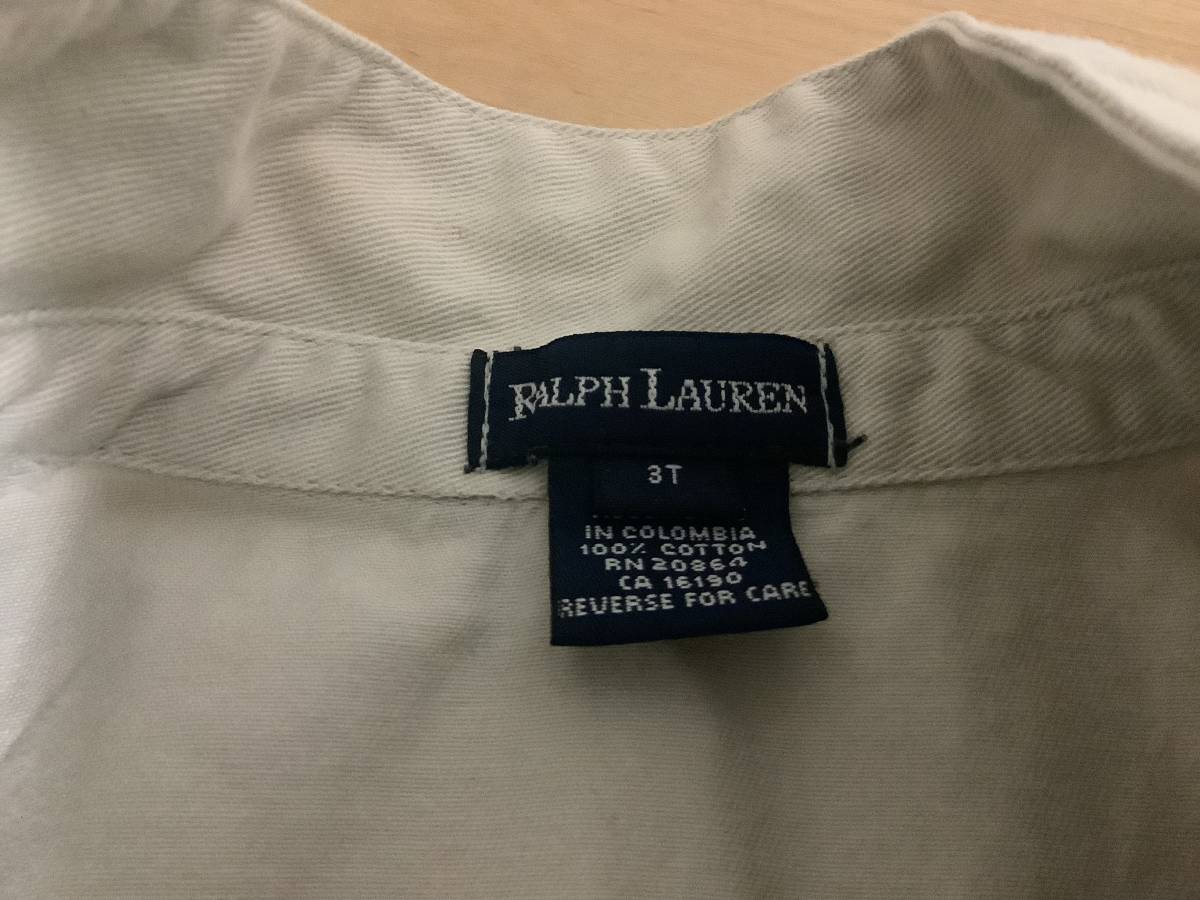 RALPH LAUREN
3T
IN COLOMBIA
100% COTTON
RN 20864
CA 16190
REVERSE FOR CARE